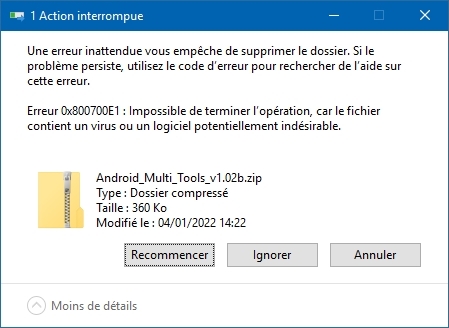 1 Action interrompue
Une erreur inattendue vous empêche de supprimer le dossier. Si le
problème persiste, utilisez le code d'erreur pour rechercher de l'aide sur
cette erreur.
Erreur 0x800700E1 : Impossible de terminer l'opération, car le fichier
contient un virus ou un logiciel potentiellement indésirable.
Android_Multi_Tools_v1.02b.zip
Type : Dossier compressé
Taille : 360 Ko
Modifié le : 04/01/2022 14:22
Recommencer Ignorer Annuler
Moins de détails